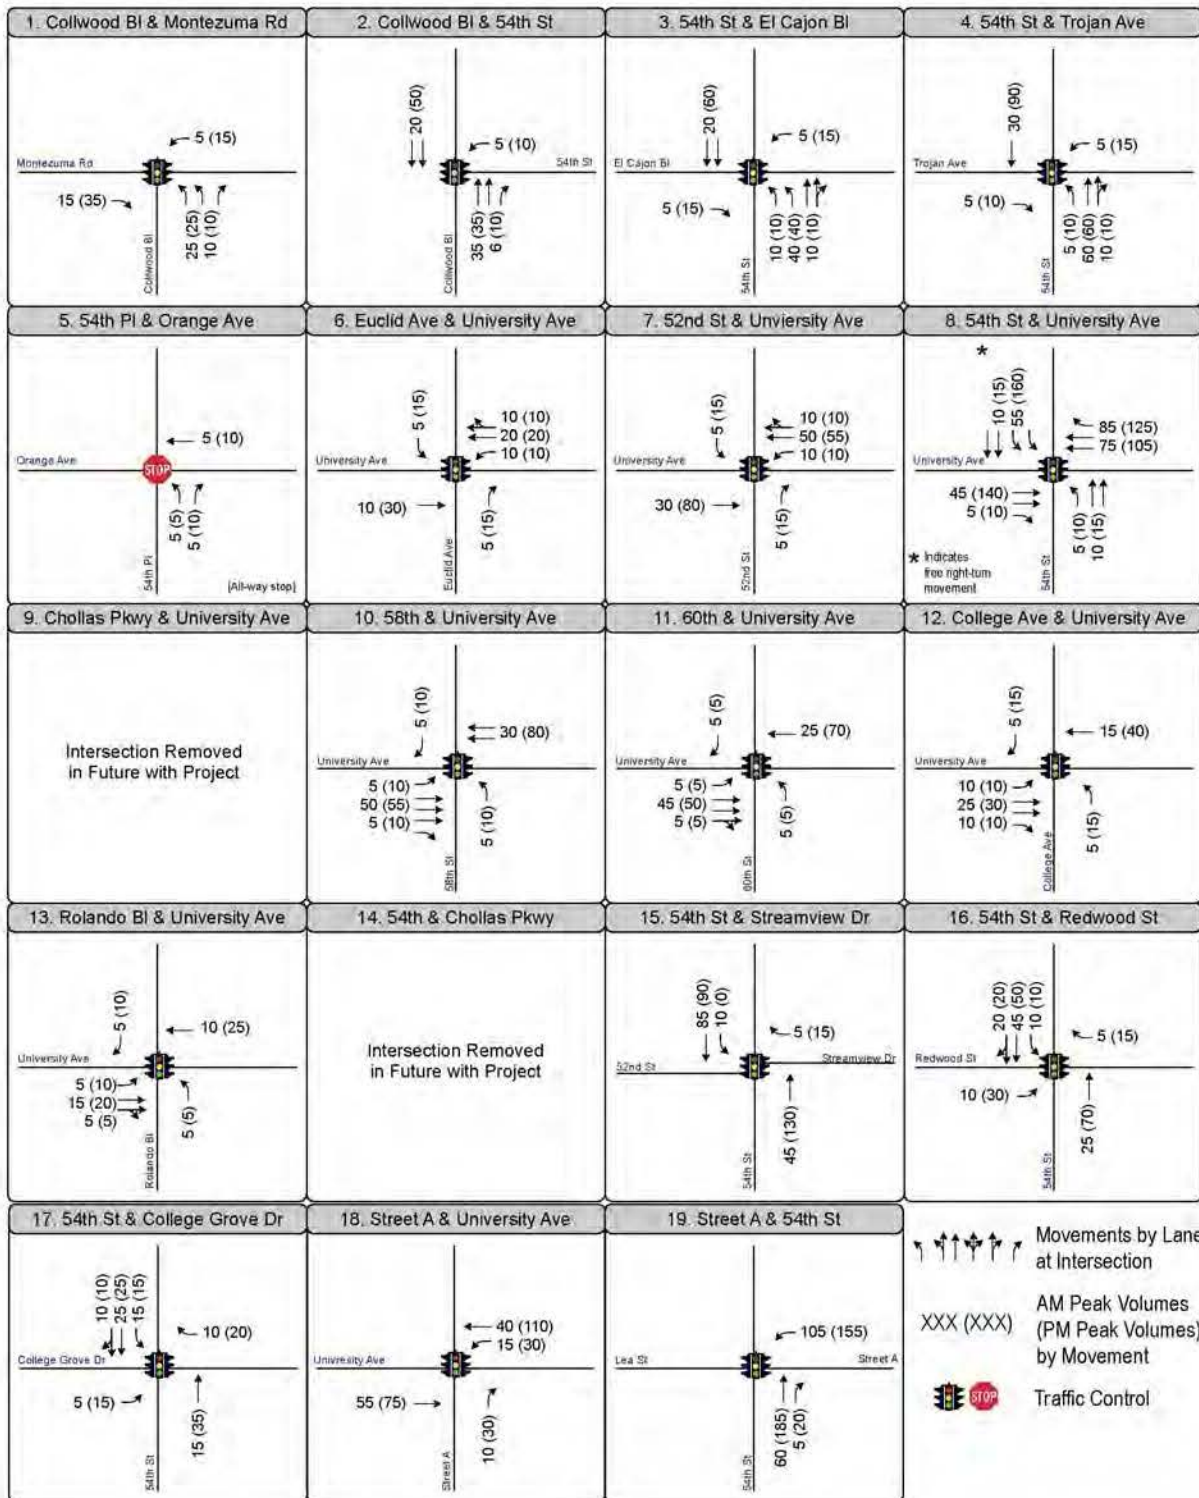 1. Collwood Bl & Montezuma Rd
5 (15)
Montezuma Rd
15 (35)
25 (25)
10 (10)
Collwood Bl
2. Collwood Bl & 54th St
20 (50)
5 (10)
54th St
35 (35)
6 (10)
Collwood Bl
3. 54th St & El Cajon Bl
20 (60)
5 (15)
El Cajon Bl
5 (15)
10 (10)
40 (40)
10 (10)
54th St
4. 54th St & Trojan Ave
30 (90)
5 (15)
Trojan Ave
5 (10)
5 (10)
60 (60)
10 (10)
54th St
5. 54th Pl & Orange Ave
5 (10)
Orange Ave
STOP
5 (5)
5 (10)
54th Pl
[All-way stop]
6. Euclid Ave & University Ave
5 (15)
10 (10)
20 (20)
10 (10)
University Ave
10 (30)
5 (15)
Euclid Ave
7. 52nd St & Unviersity Ave
5 (15)
10 (10)
50 (55)
10 (10)
University Ave
30 (80)
5 (15)
52nd St
8. 54th St & University Ave
*
10 (15)
55 (160)
85 (125)
75 (105)
University Ave
45 (140)
5 (10)
5 (10)
10 (15)
* Indicates
free right-turn
movement
54th St
9. Chollas Pkwy & University Ave
Intersection Removed
in Future with Project
10. 58th & University Ave
5 (10)
30 (80)
University Ave
5 (10)
50 (55)
5 (10)
5 (10)
58th St
11. 60th & University Ave
5 (5)
25 (70)
University Ave
5 (5)
45 (50)
5 (5)
5 (5)
60th St
12. College Ave & University Ave
5 (15)
15 (40)
University Ave
10 (10)
25 (30)
10 (10)
5 (15)
College Ave
13. Rolando Bl & University Ave
5 (10)
10 (25)
University Ave
5 (10)
15 (20)
5 (5)
5 (5)
Rolando Bl
14. 54th & Chollas Pkwy
Intersection Removed
in Future with Project
15. 54th St & Streamview Dr
85 (90)
10 (0)
5 (15)
Streamview Dr
52nd St
45 (130)
54th St
16. 54th St & Redwood St
20 (20)
45 (50)
10 (10)
5 (15)
Redwood St
10 (30)
25 (70)
54th St
17. 54th St & College Grove Dr
10 (10)
25 (25)
15 (15)
10 (20)
College Grove Dr
5 (15)
15 (35)
54th St
18. Street A & University Ave
40 (110)
15 (30)
Univresity Ave
55 (75)
10 (30)
Street A
19. Street A & 54th St
105 (155)
Lea St
Street A
60 (185)
5 (20)
54th St
Movements by Lane
at Intersection
XXX (XXX)
AM Peak Volumes
(PM Peak Volumes)
by Movement
STOP
Traffic Control